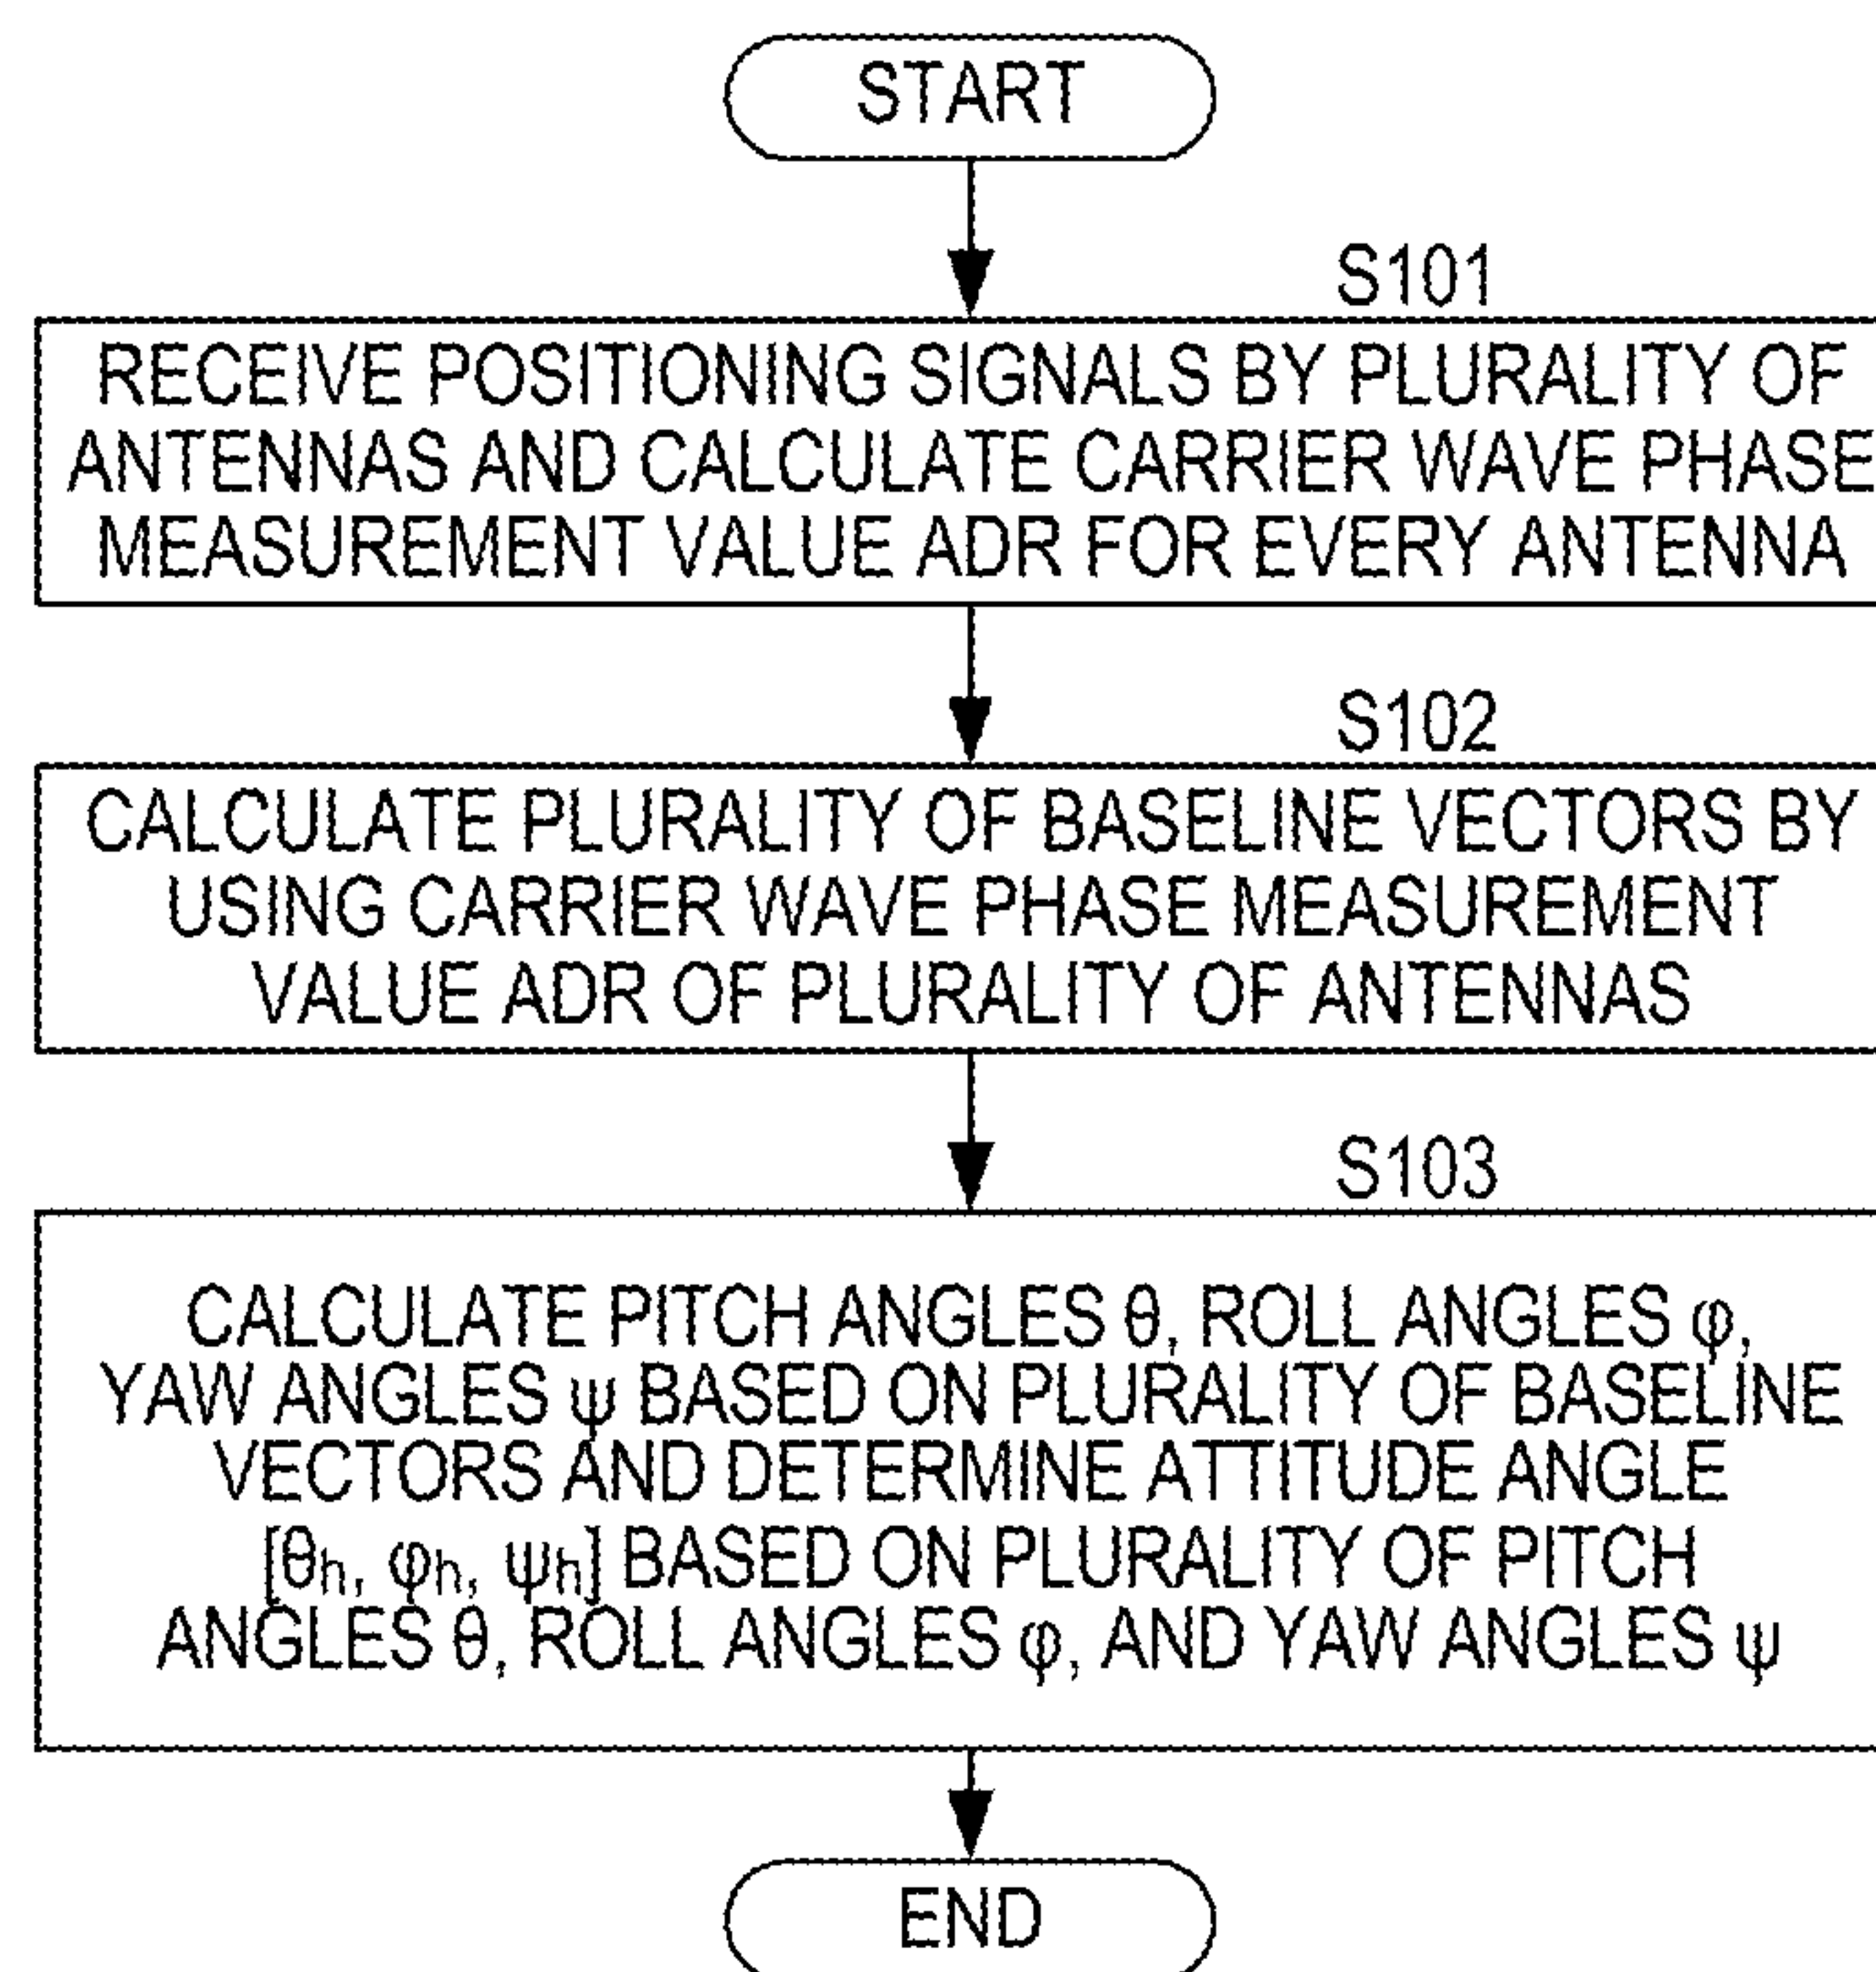 START
S101
RECEIVE POSITIONING SIGNALS BY PLURALITY OF
ANTENNAS AND CALCULATE CARRIER WAVE PHASE
MEASUREMENT VALUE ADR FOR EVERY ANTENNA
S102
CALCULATE PLURALITY OF BASELINE VECTORS BY
USING CARRIER WAVE PHASE MEASUREMENT
VALUE ADR OF PLURALITY OF ANTENNAS
S103
CALCULATE PITCH ANGLES θ, ROLL ANGLES φ,
YAW ANGLES ψ BASED ON PLURALITY OF BASELINE
VECTORS AND DETERMINE ATTITUDE ANGLE
[θh, φh, ψh] BASED ON PLURALITY OF PITCH
ANGLES θ, ROLL ANGLES φ, AND YAW ANGLES ψ
END